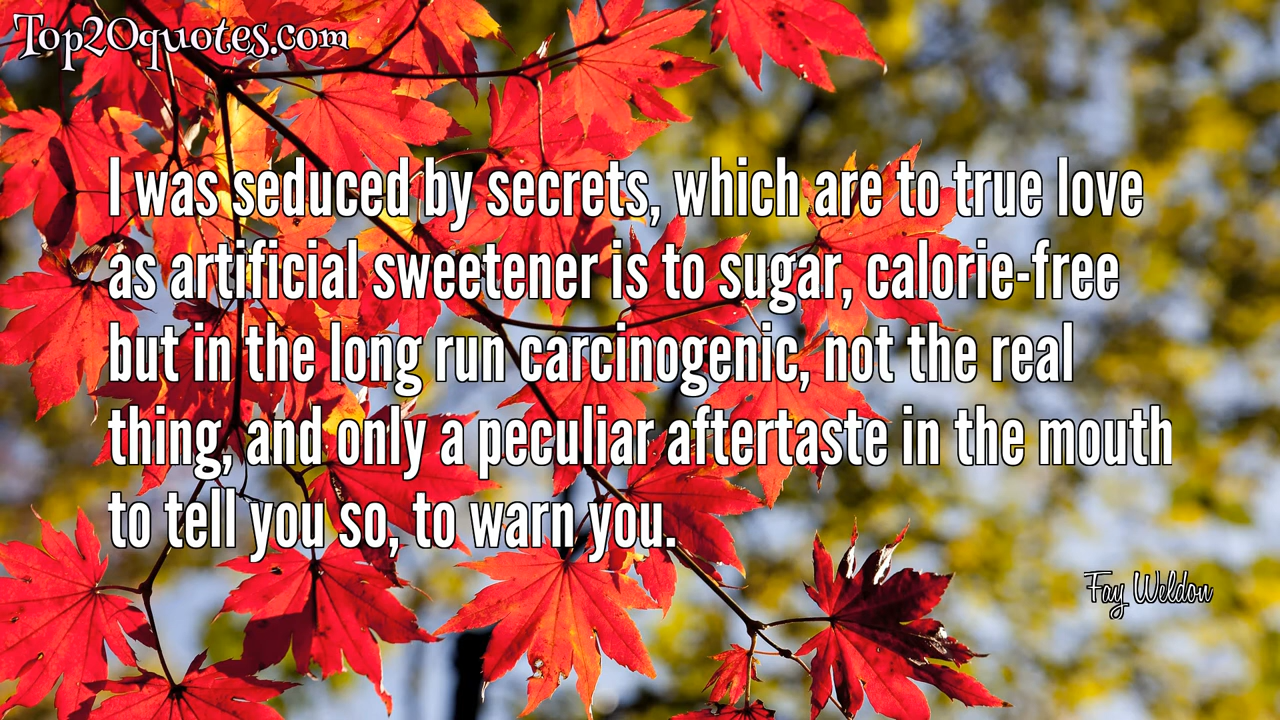 Top20quotes.com
I was seduced by secrets, which are to true love
as artificial sweetener is to sugar, calorie-free
but in the long run carcinogenic, not the real
thing, and only a peculiar aftertaste in the mouth
to tell you so, to warn you.
Fay Weldon